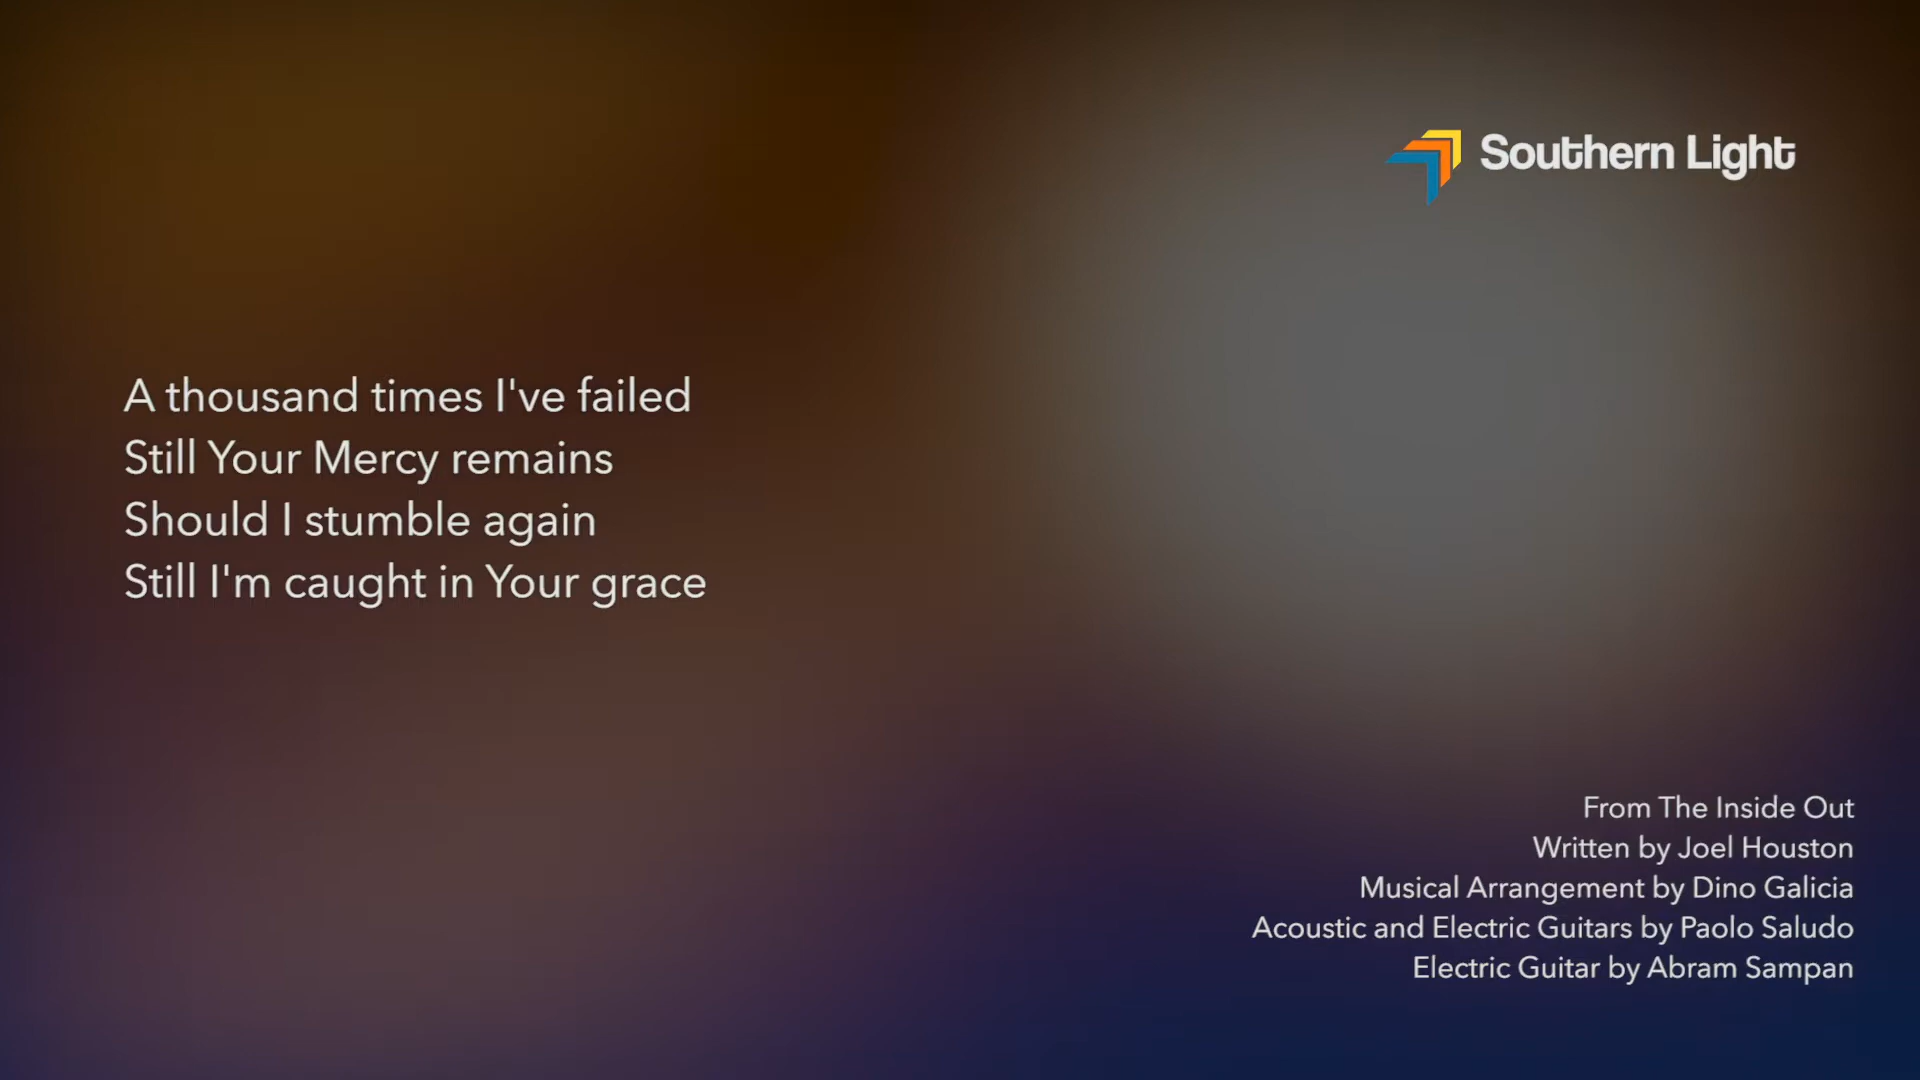 Southern Light
A thousand times I've failed
Still Your Mercy remains
Should I stumble again
Still I'm caught in Your grace
From The Inside Out
Written by Joel Houston
Musical Arrangement by Dino Galicia
Acoustic and Electric Guitars by Paolo Saludo
Electric Guitar by Abram Sampan